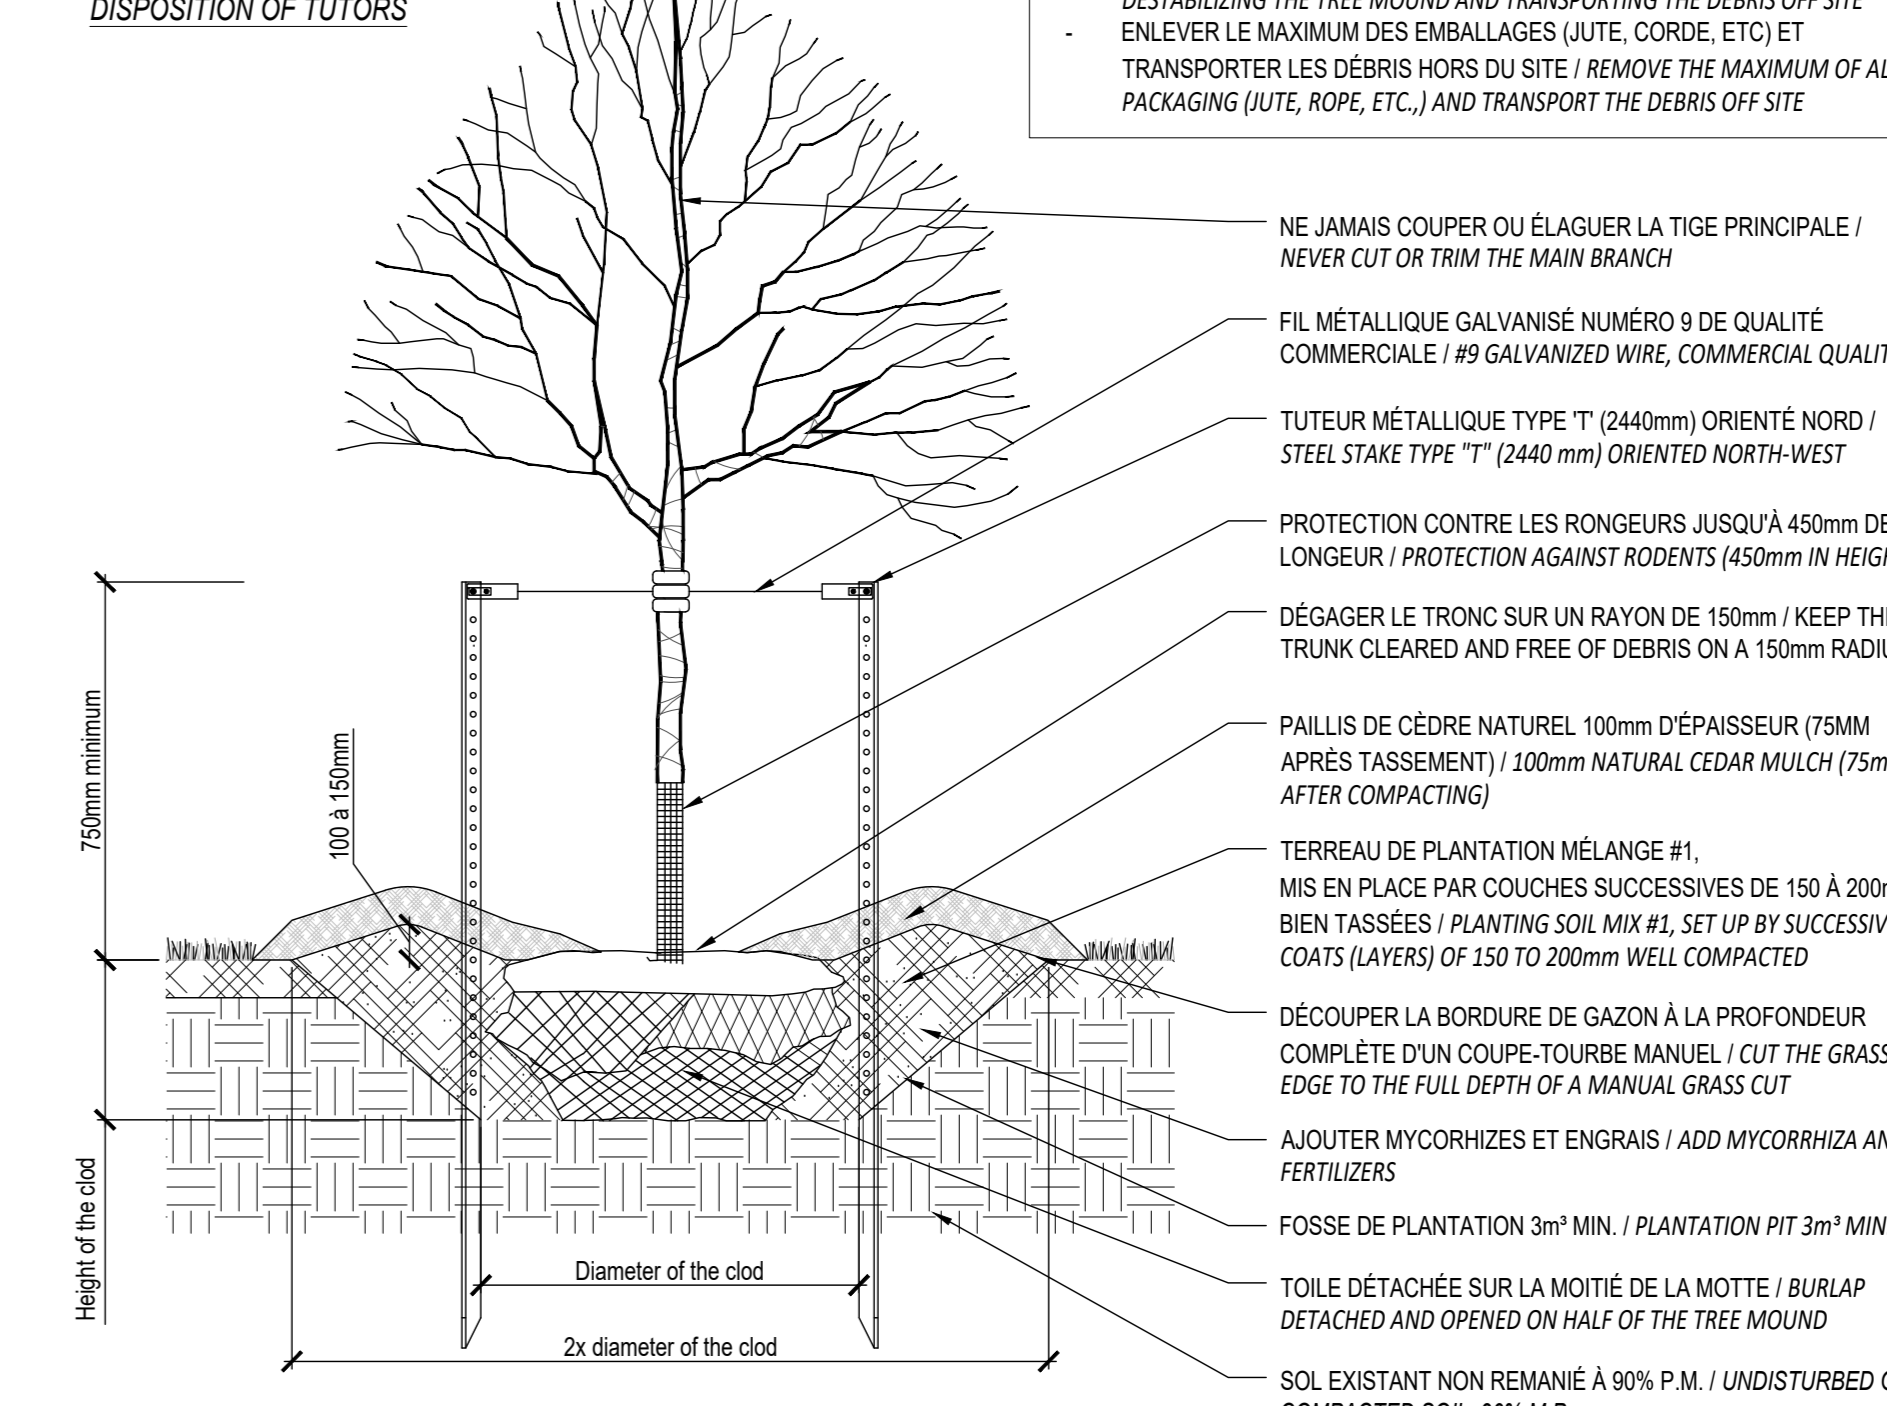 DISPOSITION OF TUTORS
DESTABILIZING THE TREE MOUND AND TRANSPORTING THE DEBRIS OFF SITE
- ENLEVER LE MAXIMUM DES EMBALLAGES (JUTE, CORDE, ETC) ET
TRANSPORTER LES DÉBRIS HORS DU SITE / REMOVE THE MAXIMUM OF
PACKAGING (JUTE, ROPE, ETC.,) AND TRANSPORT THE DEBRIS OFF SITE
NE JAMAIS COUPER OU ÉLAGUER LA TIGE PRINCIPALE /
NEVER CUT OR TRIM THE MAIN BRANCH
FIL MÉTALLIQUE GALVANISÉ NUMÉRO 9 DE QUALITÉ
COMMERCIALE / #9 GALVANIZED WIRE, COMMERCIAL
TUTEUR MÉTALLIQUE TYPE 'T' (2440mm) ORIENTÉ NORD /
STEEL STAKE TYPE "T" (2440 mm) ORIENTED NORTH-WEST
PROTECTION CONTRE LES RONGEURS JUSQU'À 450mm DE
LONGEUR / PROTECTION AGAINST RODENTS (450mm IN
DÉGAGER LE TRONC SUR UN RAYON DE 150mm / KEEP
TRUNK CLEARED AND FREE OF DEBRIS ON A 150mm
PAILLIS DE CÈDRE NATUREL 100mm D'ÉPAISSEUR (75MM
APRÈS TASSEMENT) / 100mm NATURAL CEDAR MULCH
AFTER COMPACTING)
TERREAU DE PLANTATION MÉLANGE #1,
MIS EN PLACE PAR COUCHES SUCCESSIVES DE 150 À
BIEN TASSÉES / PLANTING SOIL MIX #1, SET UP BY
COATS (LAYERS) OF 150 TO 200mm WELL COMPACTED
DÉCOUPER LA BORDURE DE GAZON À LA PROFONDEUR
COMPLÈTE D'UN COUPE-TOURBE MANUEL / CUT THE GRASS
EDGE TO THE FULL DEPTH OF A MANUAL GRASS CUT
AJOUTER MYCORHIZES ET ENGRAIS / ADD MYCORRHIZA
FERTILIZERS
FOSSE DE PLANTATION 3m³ MIN. / PLANTATION PIT 3m³ MIN
TOILE DÉTACHÉE SUR LA MOITIÉ DE LA MOTTE / BURLAP
DETACHED AND OPENED ON HALF OF THE TREE MOUND
SOL EXISTANT NON REMANIÉ À 90% P.M. / UNDISTURBED
750mm minimum
100 à 150mm
Height of the clod
Diameter of the clod
2x diameter of the clod